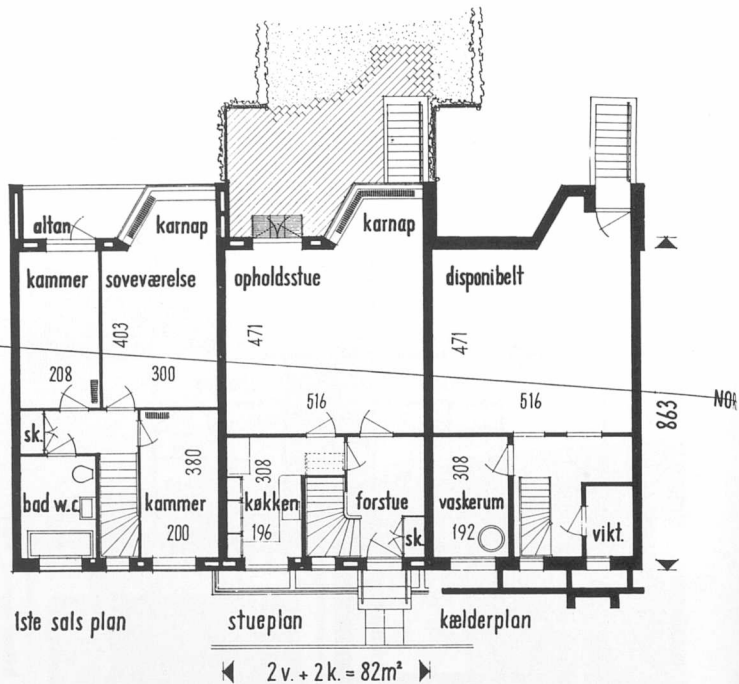 altan
karnap
kammer
soveværelse
403
208
300
sk.
380
bad w.c.
kammer
200
1ste sals plan
karnap
opholdsstue
471
516
308
køkken
196
forstue
sk.
stueplan
disponibelt
471
516
308
vaskerum
192
vikt.
kælderplan
863
2 v. + 2 k. = 82m²